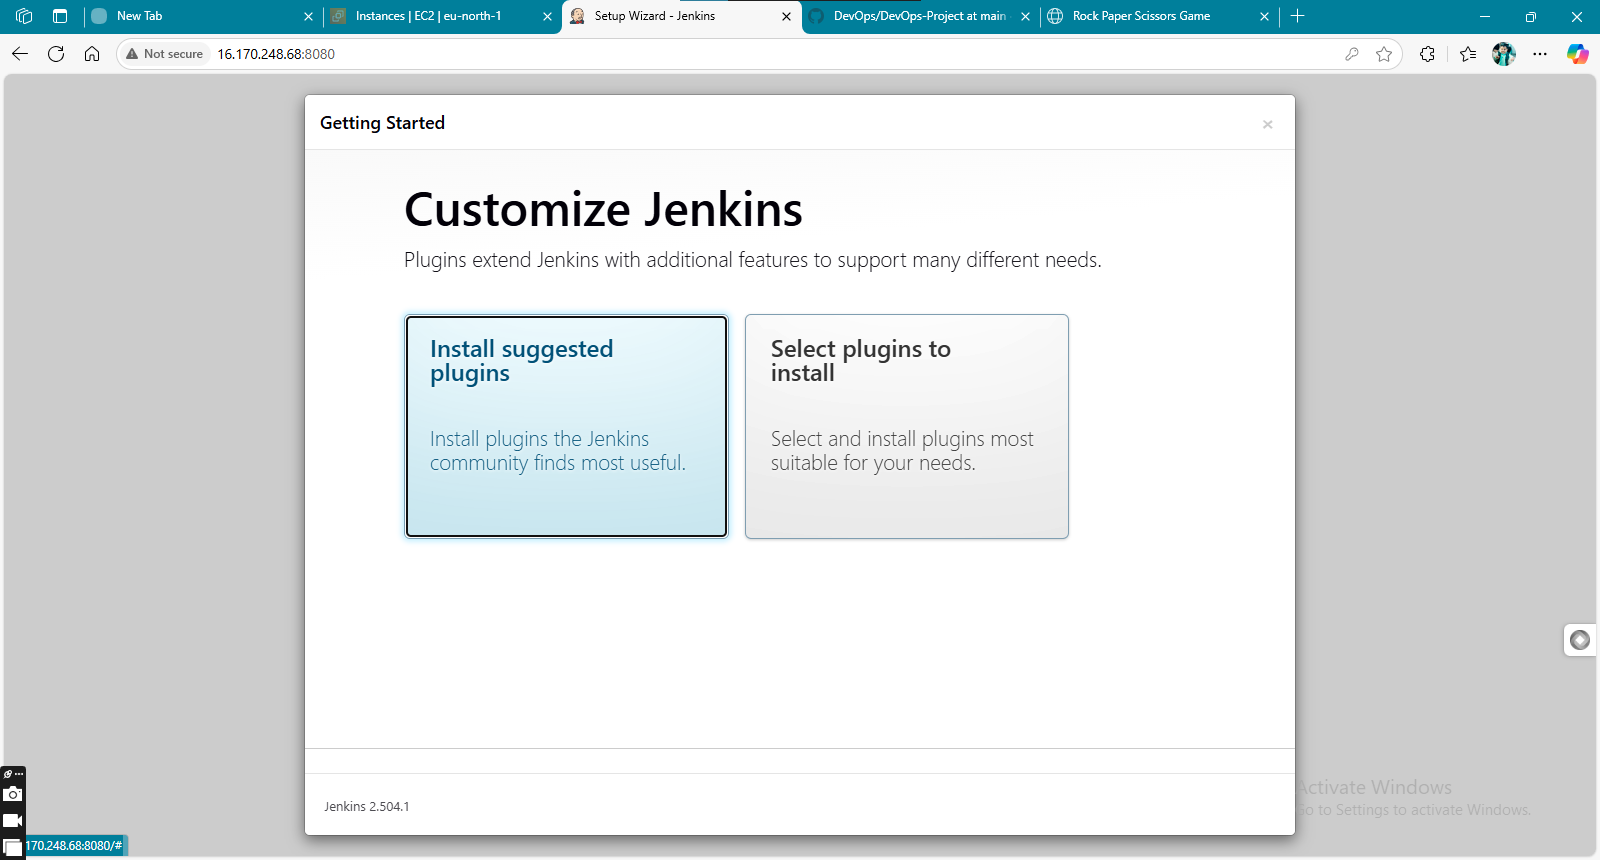 New Tab
Instances | EC2 | eu-north-1
Setup Wizard - Jenkins
DevOps/DevOps-Project at main
Rock Paper Scissors Game
Not secure
16.170.248.68:8080
Getting Started
Customize Jenkins
Plugins extend Jenkins with additional features to support many different needs.
Install suggested
plugins
Install plugins the Jenkins
community finds most useful.
Select plugins to
install
Select and install plugins most
suitable for your needs.
Jenkins 2.504.1
Activate Windows
Go to Settings to activate Windows.
170.248.68:8080/#